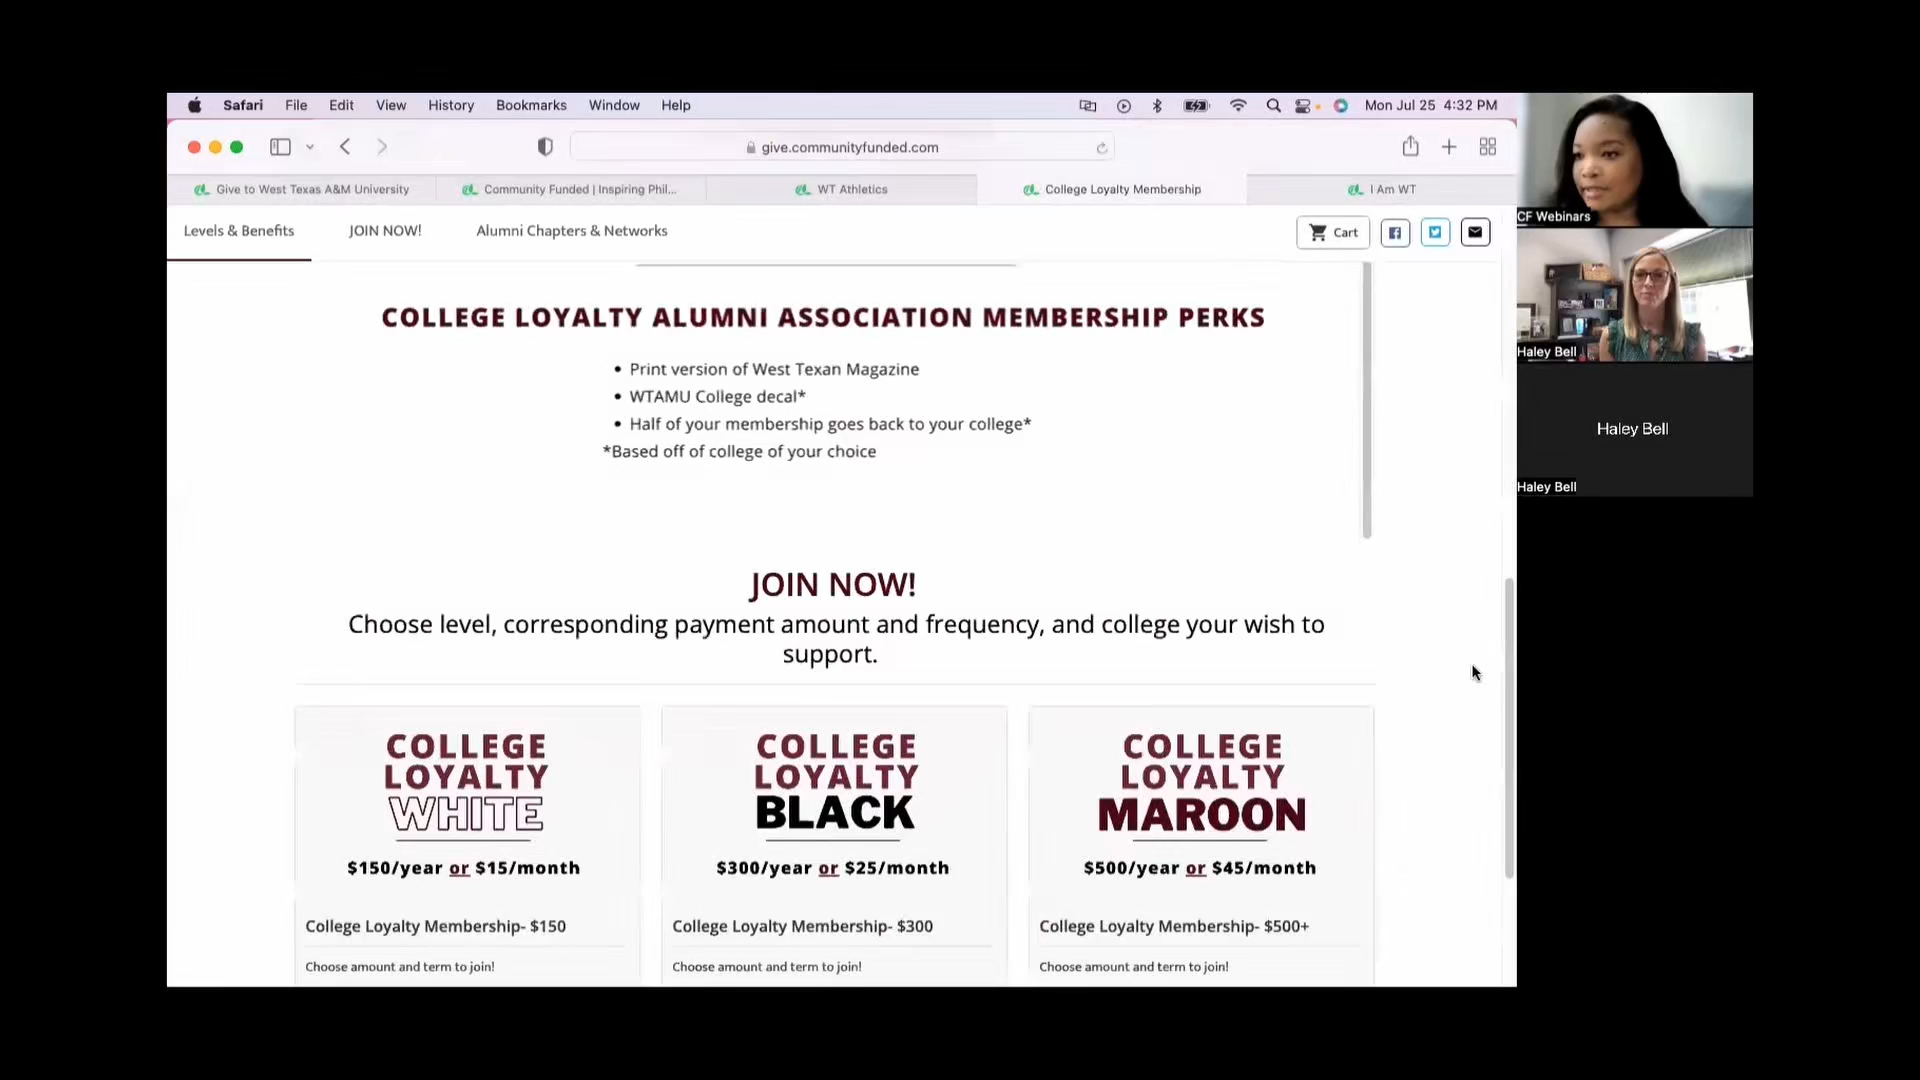 Safari File Edit View History Bookmarks Window Help Mon Jul 25 4:32 PM
give.communityfunded.com
Give to West Texas A&M University Community Funded | Inspiring Phil... WT Athletics College Loyalty Membership I Am WT
Levels & Benefits JOIN NOW! Alumni Chapters & Networks Cart
COLLEGE LOYALTY ALUMNI ASSOCIATION MEMBERSHIP PERKS
• Print version of West Texan Magazine
• WTAMU College decal*
• Half of your membership goes back to your college*
*Based off of college of your choice
JOIN NOW!
Choose level, corresponding payment amount and frequency, and college your wish to
support.
COLLEGE
LOYALTY
WHITE
$150/year or $15/month
College Loyalty Membership- $150
Choose amount and term to join!
COLLEGE
LOYALTY
BLACK
$300/year or $25/month
College Loyalty Membership- $300
Choose amount and term to join!
COLLEGE
LOYALTY
MAROON
$500/year or $45/month
College Loyalty Membership- $500+
Choose amount and term to join!
CF Webinars
Haley Bell
Haley Bell
Haley Bell